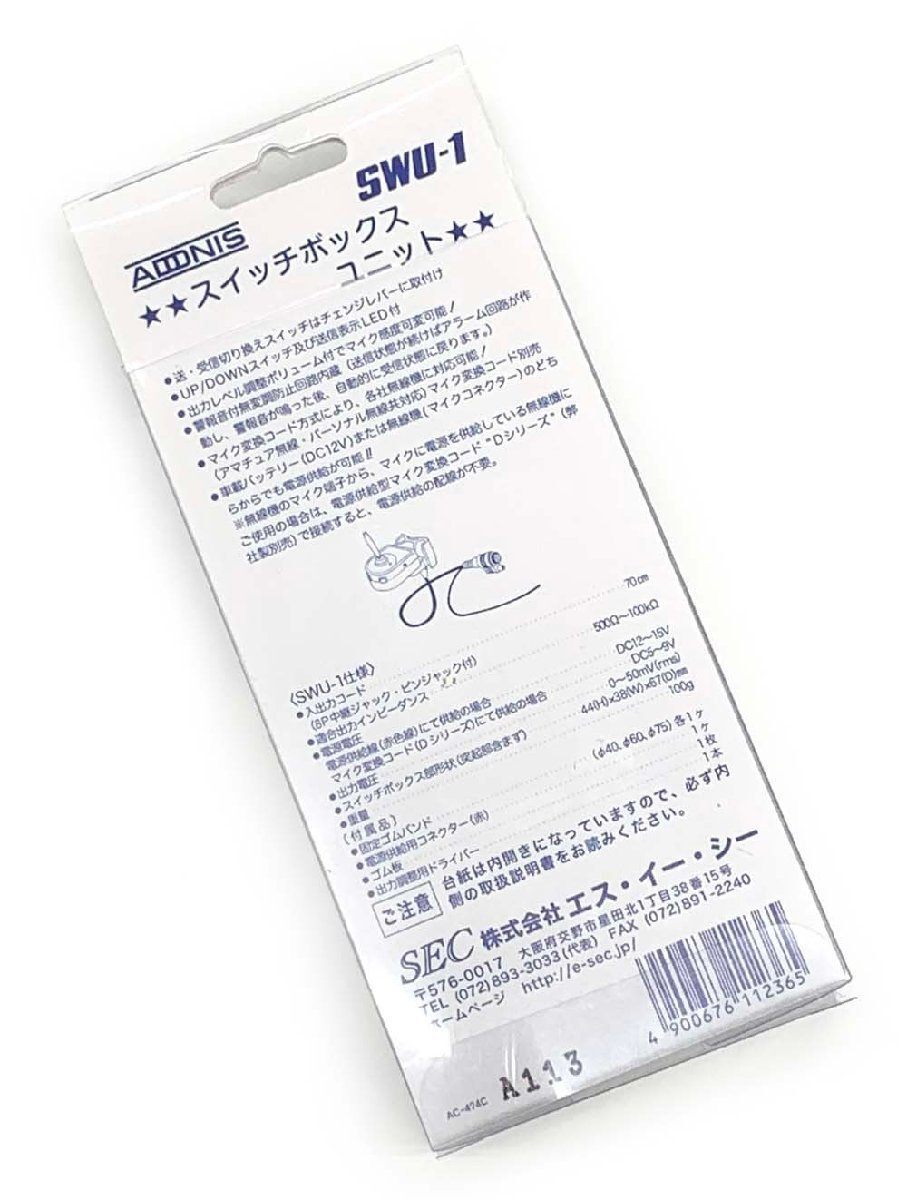 SWU-1
ADONIS
★★スイッチボックス
ユニット★★
●送・受信切り換えスイッチはチェンジレバーに取付け
●UP/DOWNスイッチ及び送信表示LED付
●出力レベル調整ボリューム付でマイク感度可変可能！
●警報音付無変調防止回路内蔵（送信状態が続けばアラーム回路が作
動し、警報音が鳴った後、自動的に受信状態に戻ります。）
●マイク変換コード方式により、各社無線機に対応可能！
（アマチュア無線・パーソナル無線共対応）マイク変換コード別売
●車載バッテリー（DC12V）または無線機（マイクコネクター）のどち
らからでも電源供給が可能!!
※無線機のマイク端子から、マイクに電源を供給している無線機に
ご使用の場合は、電源供給型マイク変換コード“Dシリーズ”（弊
社製別売）で接続すると、電源供給の配線が不要。
〈SWU-1仕様〉
●入出力コード 70cm
（SP中継ジャック・ピンジャック付）
●適合出力インピーダンス 500Ω〜100kΩ
●電源電圧
電源供給線（赤色線）にて供給の場合 DC12〜15V
マイク変換コード（Dシリーズ）にて供給の場合 DC5〜9V
●出力電圧 0〜50mV(rms)
●スイッチボックス部形状（突起部含まず） 44(H)×38(W)×67(D)mm
●重量 100g
（付属品）
●固定ゴムバンド （φ40、φ60、φ75）各1ケ
●電源供給用コネクター（赤） 1ケ
●ゴム板 1枚
●出力調整用ドライバー 1本
ご注意 台紙は内開きになっていますので、必ず内
側の取扱説明書をお読みください。
SEC 株式会社 エス・イー・シー
〒576-0017 大阪府交野市星田北1丁目38番15号
TEL (072)893-3033(代表) FAX (072)891-2240
ホームページ http://e-sec.jp/
4 900676 112365
AC-474C A113